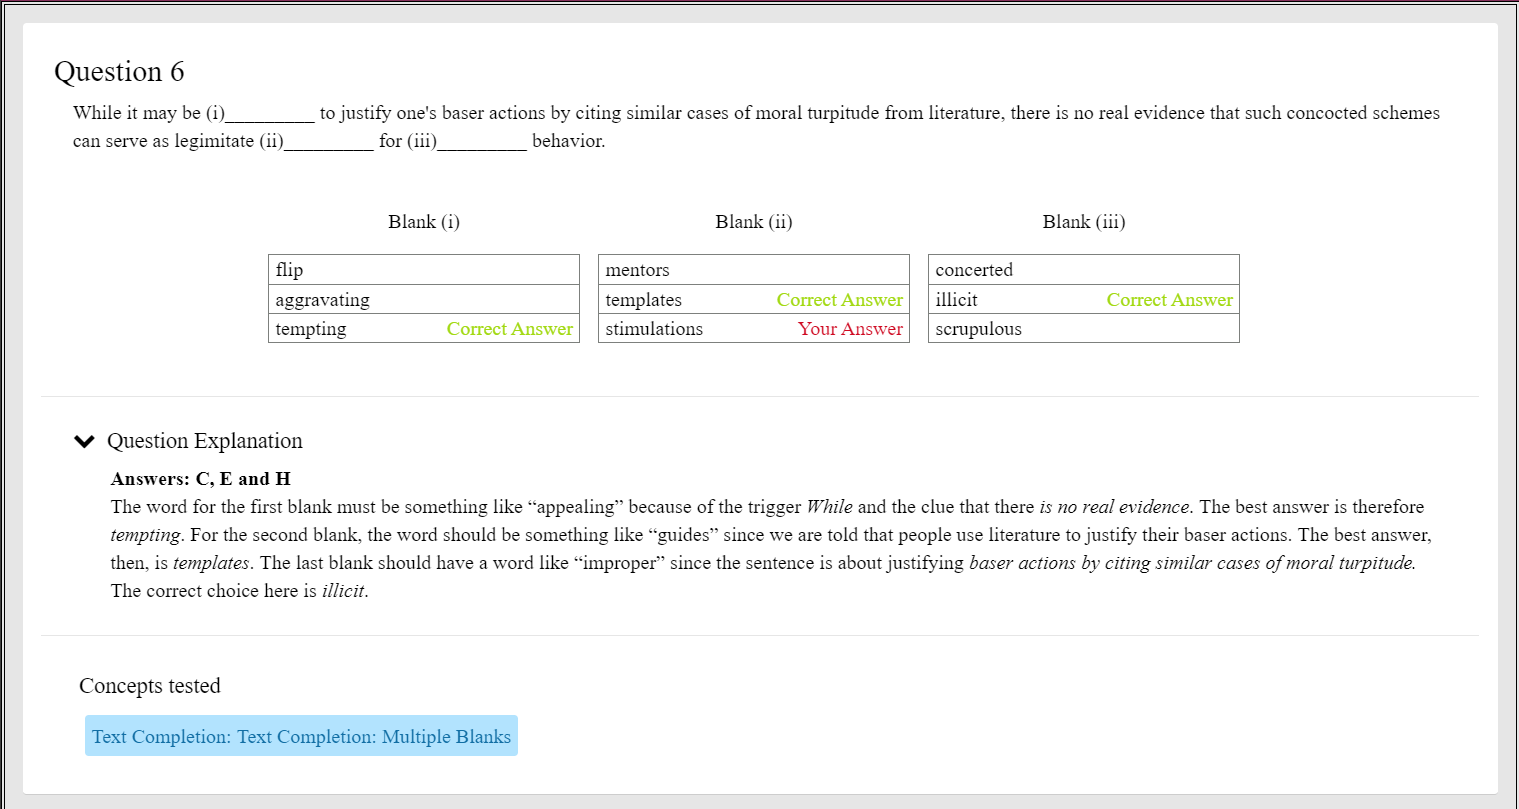 Question 6
While it may be (i)_________ to justify one's baser actions by citing similar cases of moral turpitude from literature, there is no real evidence that such concocted schemes
can serve as legimitate (ii)_________ for (iii)_________ behavior.
Blank (i) Blank (ii) Blank (iii)
flip mentors concerted
aggravating templates Correct Answer illicit Correct Answer
tempting Correct Answer stimulations Your Answer scrupulous
Question Explanation
Answers: C, E and H
The word for the first blank must be something like “appealing” because of the trigger While and the clue that there is no real evidence. The best answer is therefore
tempting. For the second blank, the word should be something like “guides” since we are told that people use literature to justify their baser actions. The best answer,
then, is templates. The last blank should have a word like “improper” since the sentence is about justifying baser actions by citing similar cases of moral turpitude.
The correct choice here is illicit.
Concepts tested
Text Completion: Text Completion: Multiple Blanks